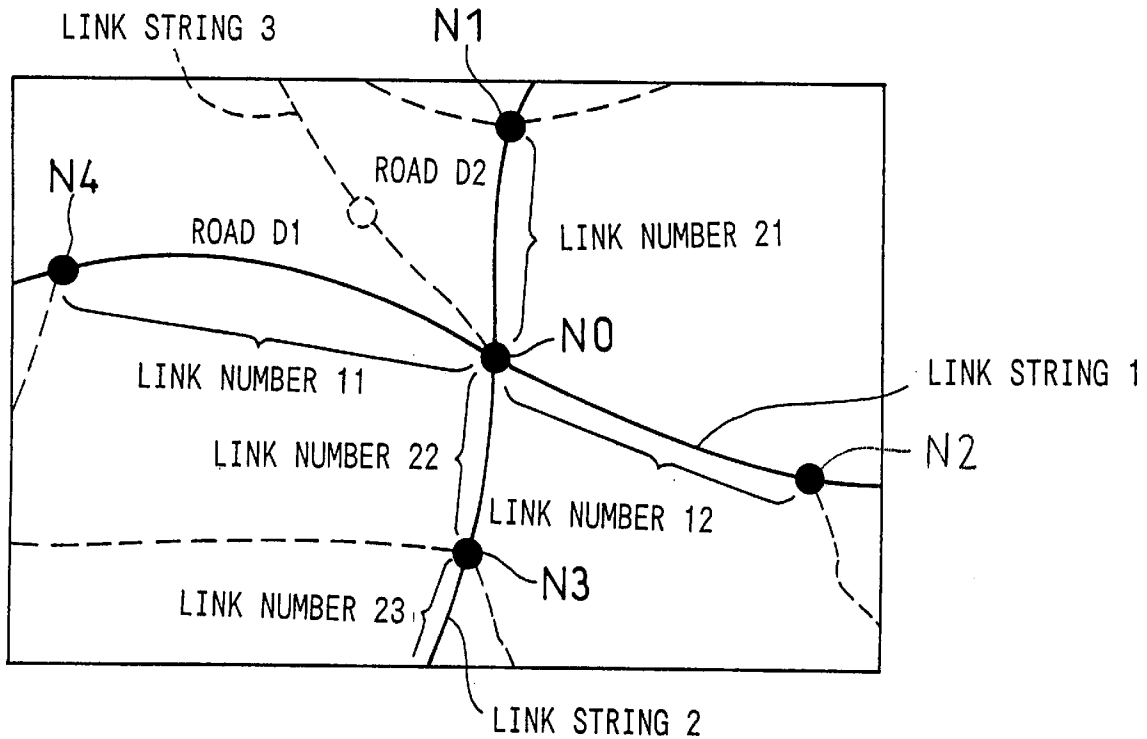 LINK STRING 3
N1
ROAD D2
N4
ROAD D1
LINK NUMBER 21
N0
LINK NUMBER 11
LINK STRING 1
LINK NUMBER 22
N2
LINK NUMBER 12
N3
LINK NUMBER 23
LINK STRING 2